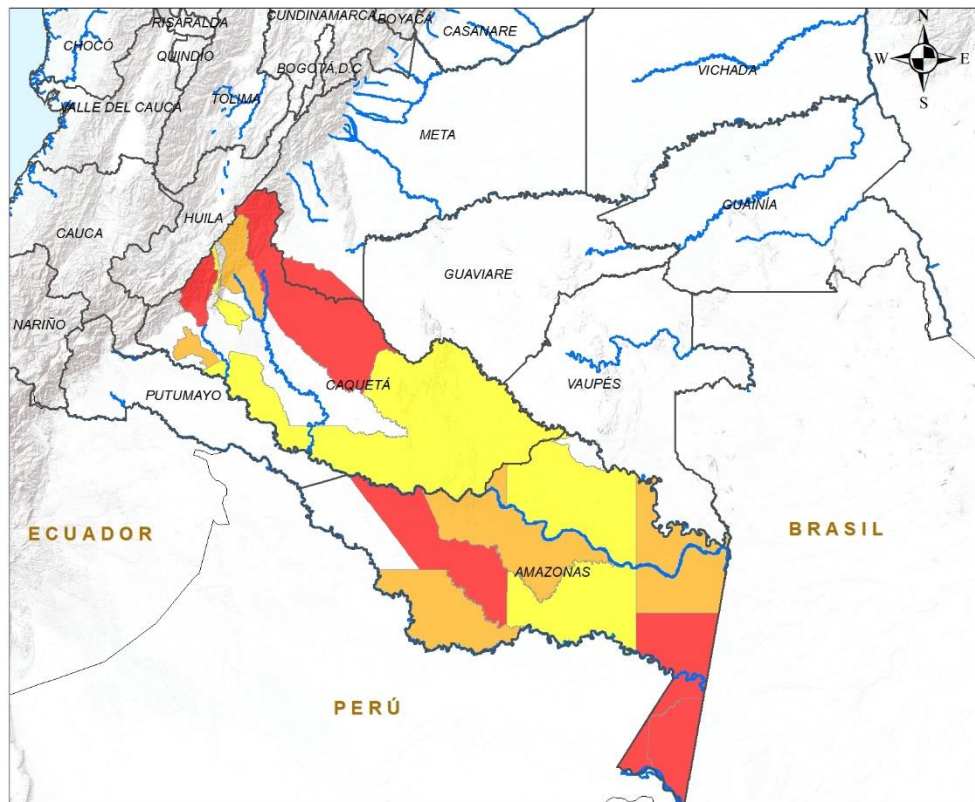 RISARALDA
CUNDINAMARCA
BOYACÁ
CHOCÓ
QUINDÍO
BOGOTÁ D.C
CASANARE
VALLE DEL CAUCA
TOLIMA
META
VICHADA
N
W
E
S
HUILA
GUAINÍA
CAUCA
GUAVIARE
NARIÑO
VAUPÉS
CAQUETÁ
PUTUMAYO
ECUADOR
BRASIL
AMAZONAS
PERÚ